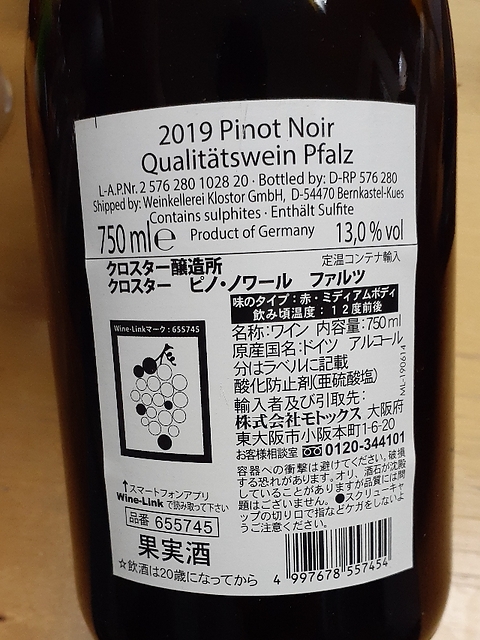 2019 Pinot Noir
Qualitätswein Pfalz
L-A.P.Nr. 2 576 280 1028 20 · Bottled by: D-RP 576 280
Shipped by: Weinkellerei Klostor GmbH, D-54470 Bernkastel-Kues
Contains sulphites · Enthält Sulfite
750 ml e Product of Germany 13,0 % vol
定温コンテナ輸入
クロスター醸造所
クロスター ピノ・ノワール ファルツ
味のタイプ：赤・ミディアムボディ
飲み頃温度：１２度前後
Wine-Linkマーク：655745
↑スマートフォンアプリ
Wine-Link で読み取って下さい
品番 655745
果実酒
☆飲酒は20歳になってから
名称：ワイン 内容量：750ml
原産国名：ドイツ アルコール
分はラベルに記載
酸化防止剤(亜硫酸塩)
輸入者及び引取先：
株式会社モトックス 大阪府
東大阪市小阪本町1-6-20
お客様相談室 0120-344101
容器への衝撃は避けてください。破損
する恐れがあります。オリ、酒石が沈殿
していることがありますが品質には問
題はございません。●スクリューキャ
ップの切り口で指などケガをしないよ
うご注意ください。
ML-190614
4 997678 557454